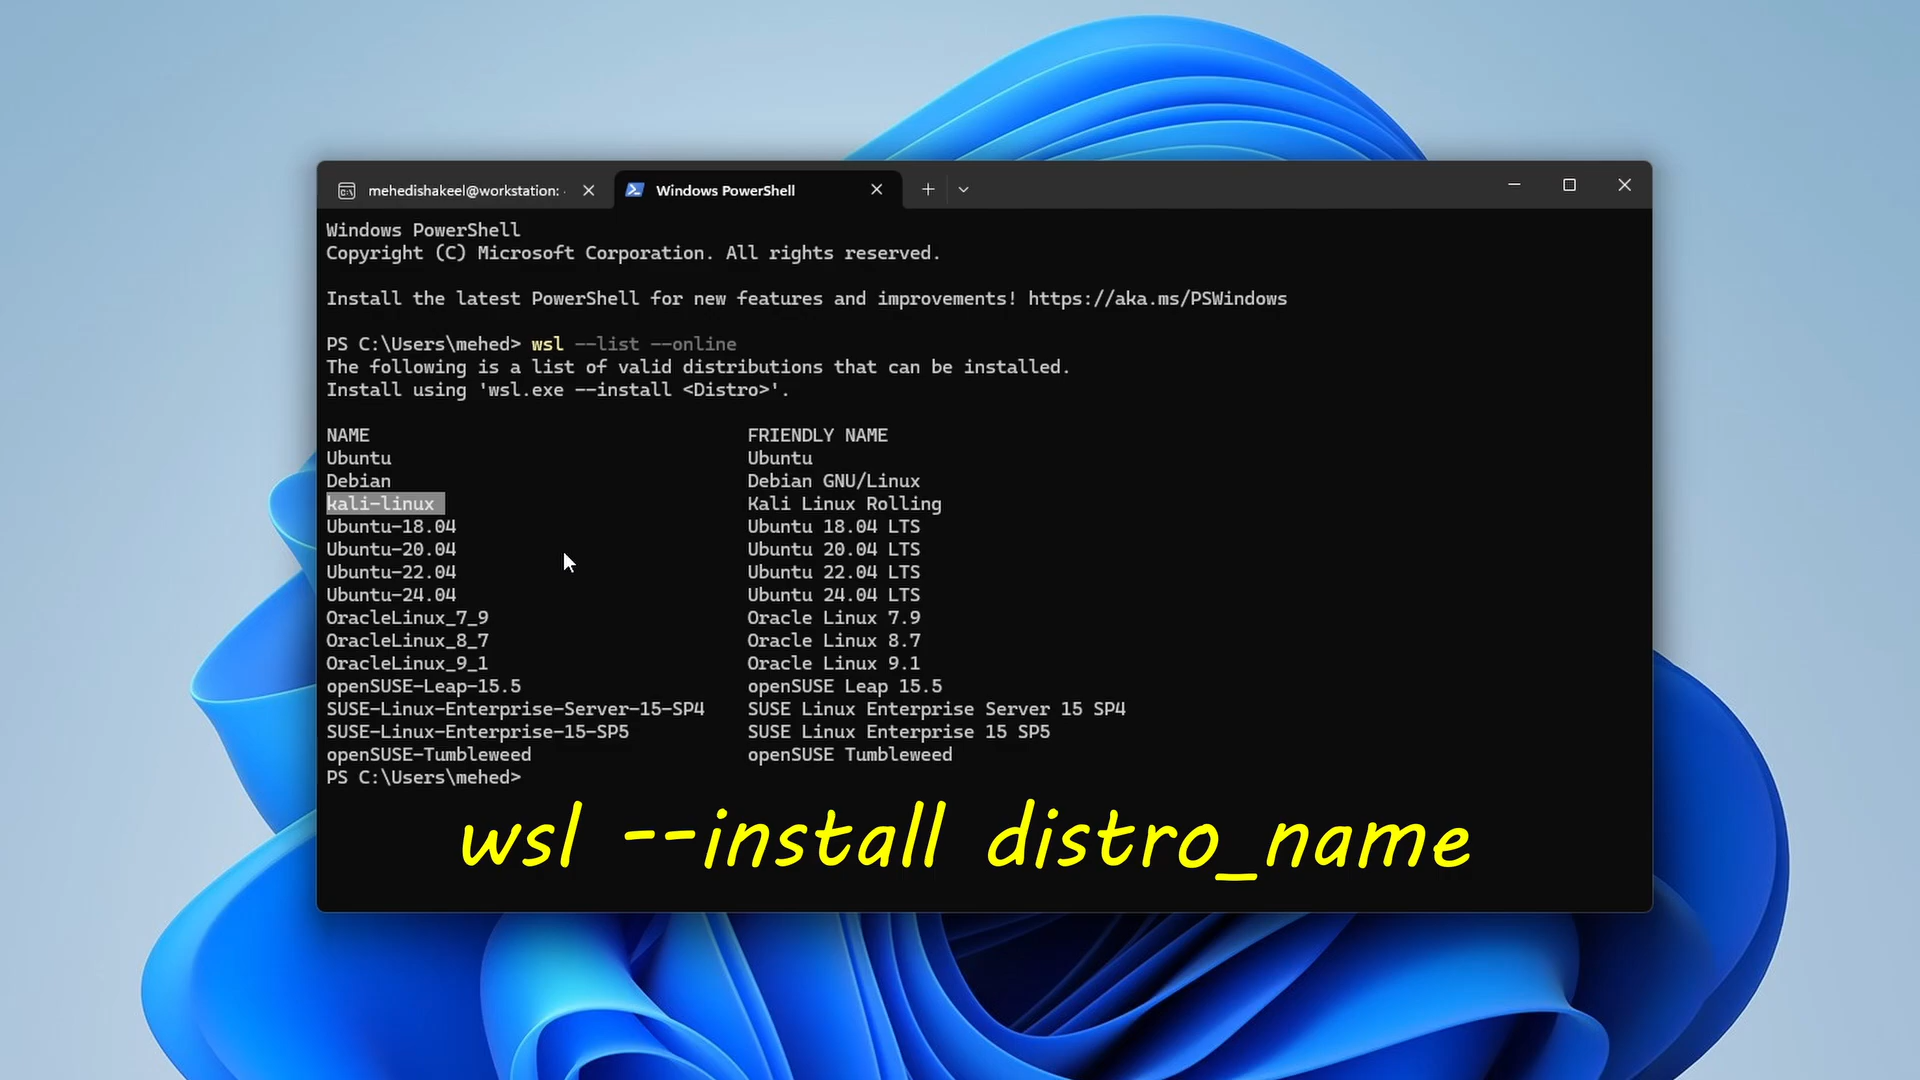 mehedishakeel@workstation:
Windows PowerShell
Windows PowerShell
Copyright (C) Microsoft Corporation. All rights reserved.
Install the latest PowerShell for new features and improvements! https://aka.ms/PSWindows
PS C:\Users\mehed> wsl --list --online
The following is a list of valid distributions that can be installed.
Install using 'wsl.exe --install <Distro>'.
NAME FRIENDLY NAME
Ubuntu Ubuntu
Debian Debian GNU/Linux
kali-linux Kali Linux Rolling
Ubuntu-18.04 Ubuntu 18.04 LTS
Ubuntu-20.04 Ubuntu 20.04 LTS
Ubuntu-22.04 Ubuntu 22.04 LTS
Ubuntu-24.04 Ubuntu 24.04 LTS
OracleLinux_7_9 Oracle Linux 7.9
OracleLinux_8_7 Oracle Linux 8.7
OracleLinux_9_1 Oracle Linux 9.1
openSUSE-Leap-15.5 openSUSE Leap 15.5
SUSE-Linux-Enterprise-Server-15-SP4 SUSE Linux Enterprise Server 15 SP4
SUSE-Linux-Enterprise-15-SP5 SUSE Linux Enterprise 15 SP5
openSUSE-Tumbleweed openSUSE Tumbleweed
PS C:\Users\mehed>
wsl --install distro_name